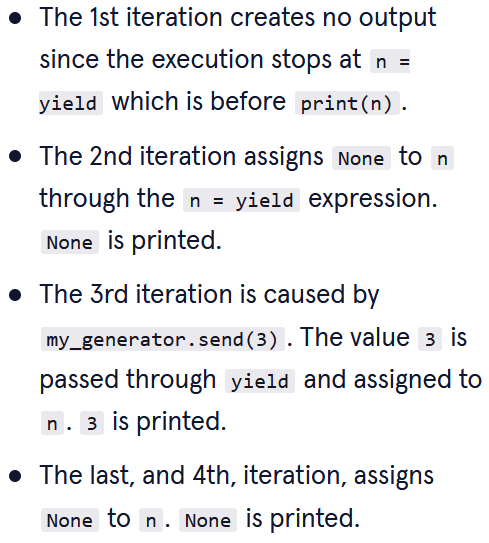 The 1st iteration creates no output
since the execution stops at n =
yield which is before print(n).
The 2nd iteration assigns None to n
through the n = yield expression.
None is printed.
The 3rd iteration is caused by
my_generator.send(3). The value 3 is
passed through yield and assigned to
n. 3 is printed.
The last, and 4th, iteration, assigns
None to n. None is printed.